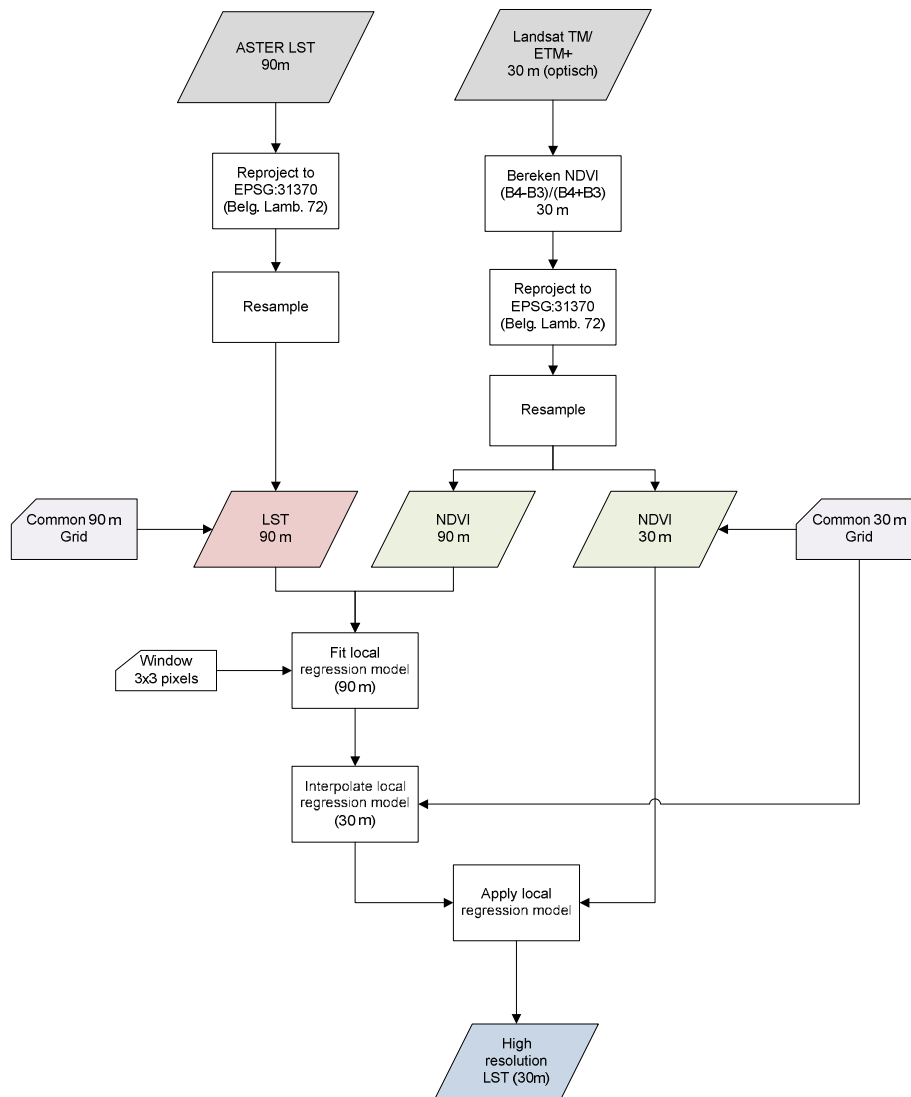 ASTER LST
90m
Landsat TM/
ETM+
30 m (optisch)
Reproject to
EPSG:31370
(Belg. Lamb. 72)
Bereken NDVI
(B4-B3)/(B4+B3)
30 m
Resample
Reproject to
EPSG:31370
(Belg. Lamb. 72)
Resample
Common 90 m
Grid
LST
90 m
NDVI
90 m
NDVI
30 m
Common 30 m
Grid
Window
3x3 pixels
Fit local
regression model
(90 m)
Interpolate local
regression model
(30 m)
Apply local
regression model
High
resolution
LST (30m)